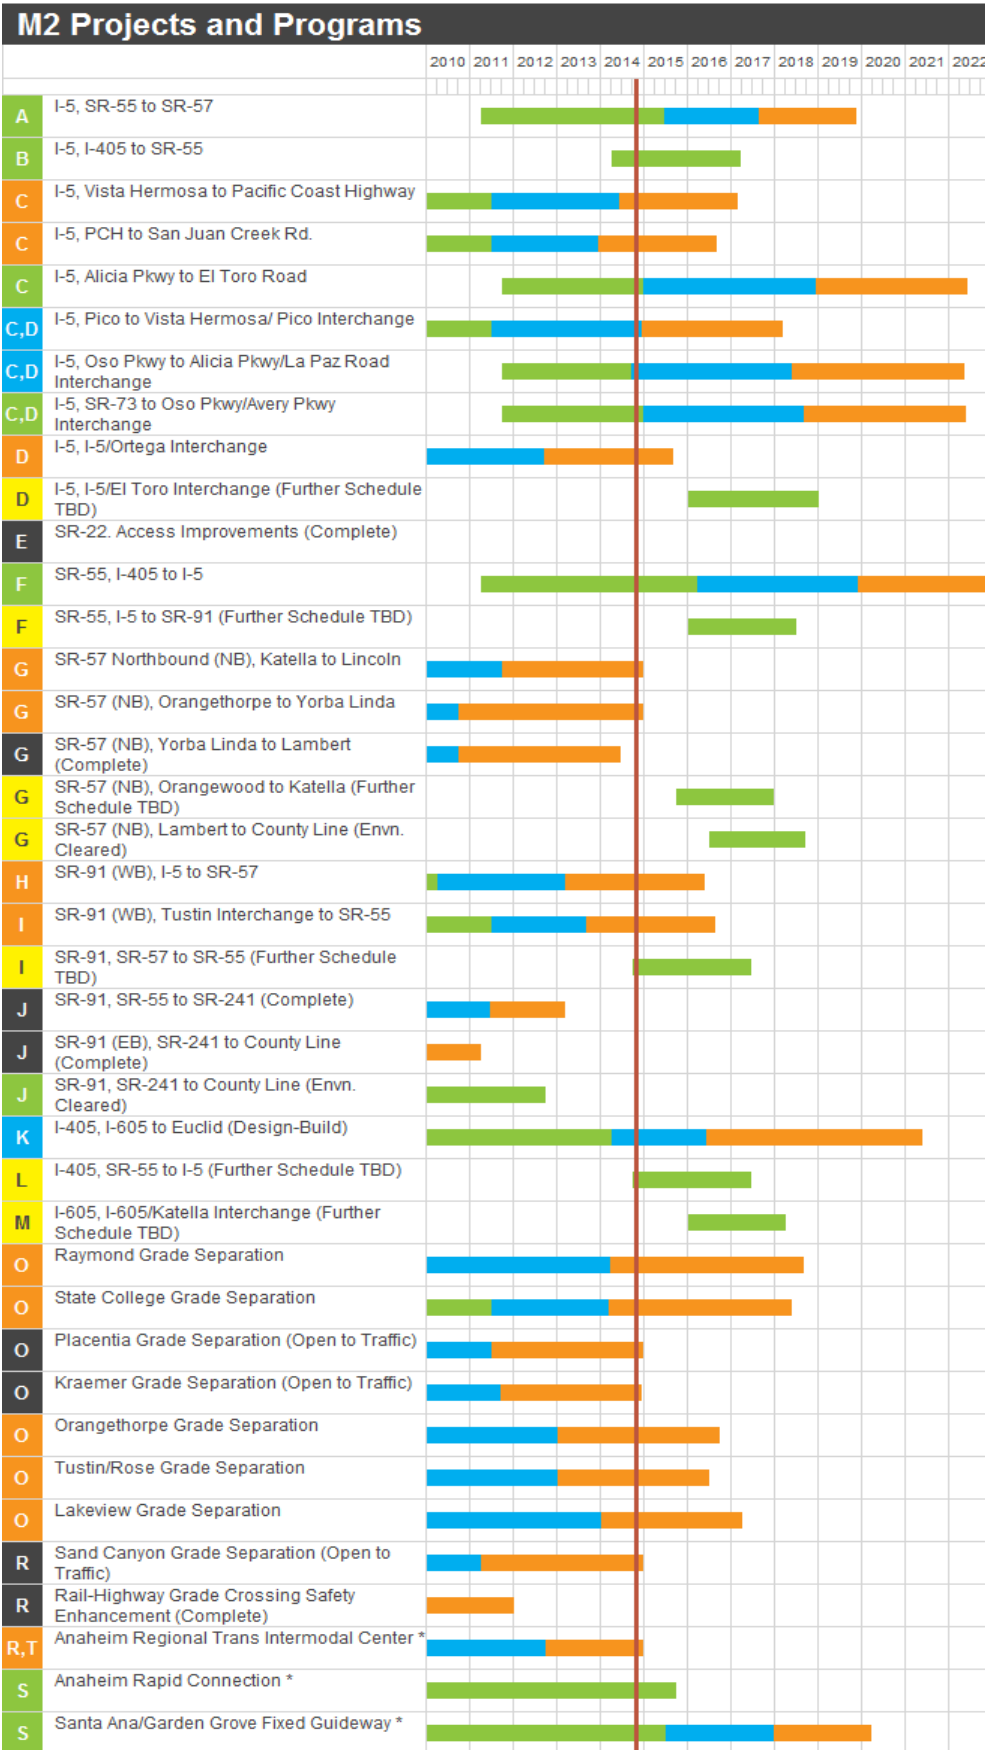 M2 Projects and Programs
2010 2011 2012 2013 2014 2015 2016 2017 2018 2019 2020 2021 2022
A I-5, SR-55 to SR-57
B I-5, I-405 to SR-55
C I-5, Vista Hermosa to Pacific Coast Highway
C I-5, PCH to San Juan Creek Rd.
C I-5, Alicia Pkwy to El Toro Road
C,D I-5, Pico to Vista Hermosa/ Pico Interchange
C,D I-5, Oso Pkwy to Alicia Pkwy/La Paz Road
Interchange
C,D I-5, SR-73 to Oso Pkwy/Avery Pkwy
Interchange
D I-5, I-5/Ortega Interchange
D I-5, I-5/El Toro Interchange (Further Schedule
TBD)
E SR-22. Access Improvements (Complete)
F SR-55, I-405 to I-5
F SR-55, I-5 to SR-91 (Further Schedule TBD)
G SR-57 Northbound (NB), Katella to Lincoln
G SR-57 (NB), Orangethorpe to Yorba Linda
G SR-57 (NB), Yorba Linda to Lambert
(Complete)
G SR-57 (NB), Orangewood to Katella (Further
Schedule TBD)
G SR-57 (NB), Lambert to County Line (Envn.
Cleared)
H SR-91 (WB), I-5 to SR-57
I SR-91 (WB), Tustin Interchange to SR-55
I SR-91, SR-57 to SR-55 (Further Schedule
TBD)
J SR-91, SR-55 to SR-241 (Complete)
J SR-91 (EB), SR-241 to County Line
(Complete)
J SR-91, SR-241 to County Line (Envn.
Cleared)
K I-405, I-605 to Euclid (Design-Build)
L I-405, SR-55 to I-5 (Further Schedule TBD)
M I-605, I-605/Katella Interchange (Further
Schedule TBD)
O Raymond Grade Separation
O State College Grade Separation
O Placentia Grade Separation (Open to Traffic)
O Kraemer Grade Separation (Open to Traffic)
O Orangethorpe Grade Separation
O Tustin/Rose Grade Separation
O Lakeview Grade Separation
R Sand Canyon Grade Separation (Open to
Traffic)
R Rail-Highway Grade Crossing Safety
Enhancement (Complete)
R,T Anaheim Regional Trans Intermodal Center *
S Anaheim Rapid Connection *
S Santa Ana/Garden Grove Fixed Guideway *